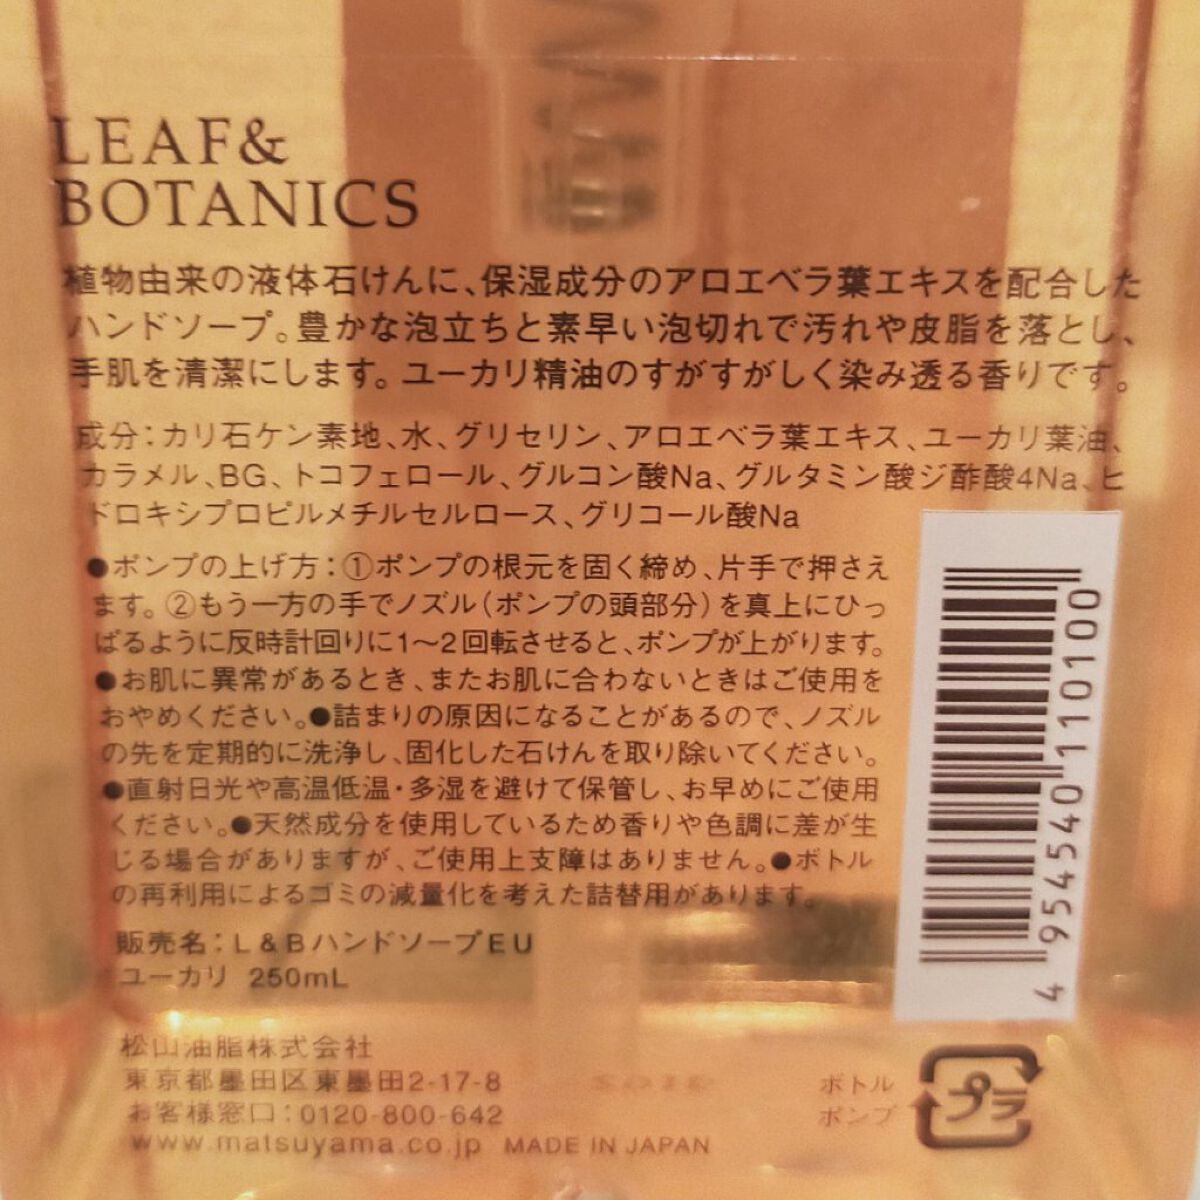 LEAF&
BOTANICS
植物由来の液体石けんに、保湿成分のアロエベラ葉エキスを配合した
ハンドソープ。豊かな泡立ちと素早い泡切れで汚れや皮脂を落とし、
手肌を清潔にします。ユーカリ精油のすがすがしく染み透る香りです。
成分：カリ石ケン素地、水、グリセリン、アロエベラ葉エキス、ユーカリ葉油、
カラメル、BG、トコフェロール、グルコン酸Na、グルタミン酸ジ酢酸4Na、ヒ
ドロキシプロピルメチルセルロース、グリコール酸Na
●ポンプの上げ方：①ポンプの根元を固く締め、片手で押さえ
ます。②もう一方の手でノズル（ポンプの頭部分）を真上にひっ
ぱるように反時計回りに1～2回転させると、ポンプが上がります。
●お肌に異常があるとき、またお肌に合わないときはご使用を
おやめください。●詰まりの原因になることがあるので、ノズル
の先を定期的に洗浄し、固化した石けんを取り除いてください。
●直射日光や高温低温・多湿を避けて保管し、お早めにご使用
ください。●天然成分を使用しているため香りや色調に差が生
じる場合がありますが、ご使用上支障はありません。●ボトル
の再利用によるゴミの減量化を考えた詰替用があります。
販売名：L＆BハンドソープEU
ユーカリ 250mL
松山油脂株式会社
東京都墨田区東墨田2-17-8
お客様窓口：0120-800-642
www.matsuyama.co.jp MADE IN JAPAN
ボトル
ポンプ
プラ
4 954540 110100